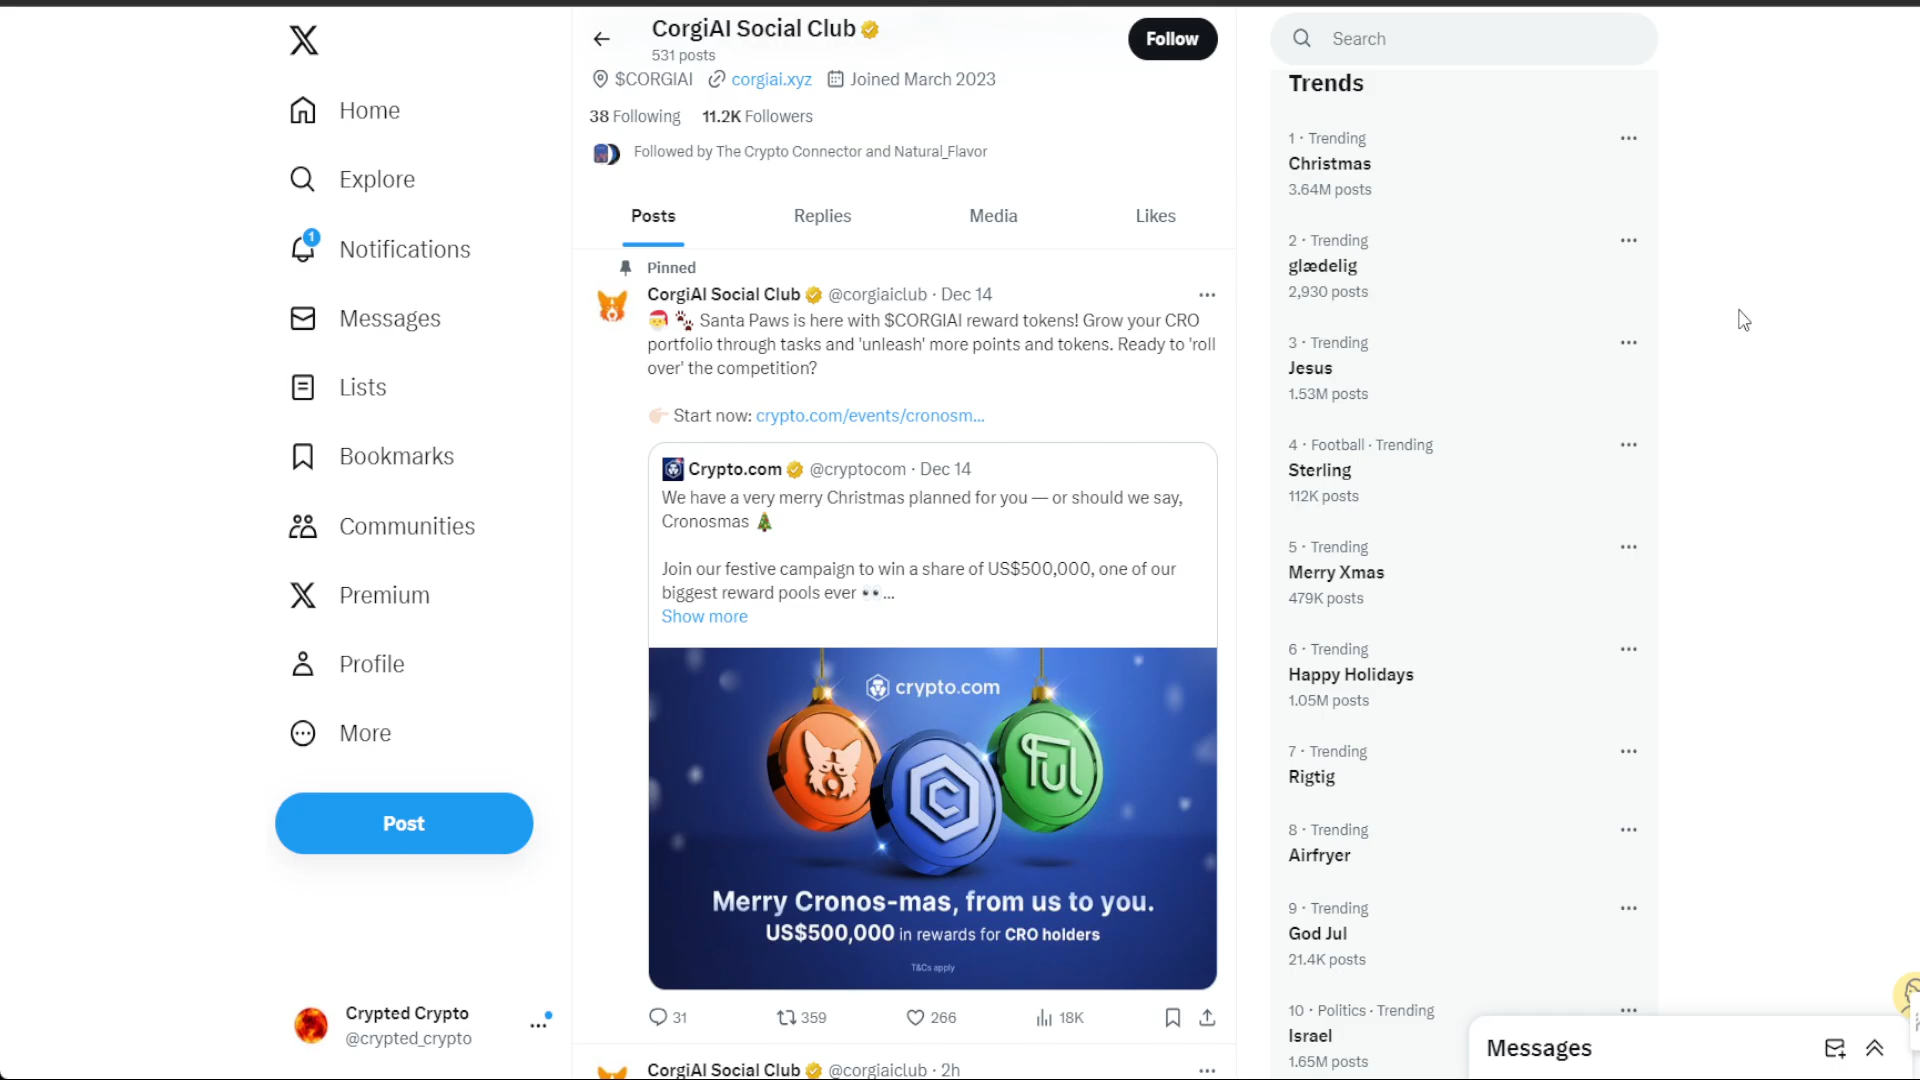 Home
Explore
1
Notifications
Messages
Lists
Bookmarks
Communities
Premium
Profile
More
Post
Crypted Crypto
@crypted_crypto
CorgiAI Social Club
531 posts
Follow
$CORGIAI corgiai.xyz Joined March 2023
38 Following 11.2K Followers
Followed by The Crypto Connector and Natural_Flavor
Posts Replies Media Likes
Pinned
CorgiAI Social Club @corgiaiclub · Dec 14
Santa Paws is here with $CORGIAI reward tokens! Grow your CRO
portfolio through tasks and 'unleash' more points and tokens. Ready to 'roll
over' the competition?
Start now: crypto.com/events/cronosm...
Crypto.com @cryptocom · Dec 14
We have a very merry Christmas planned for you — or should we say,
Cronosmas
Join our festive campaign to win a share of US$500,000, one of our
biggest reward pools ever 👀...
Show more
crypto.com
ful
Merry Cronos-mas, from us to you.
US$500,000 in rewards for CRO holders
T&Cs apply
31 359 266 18K
CorgiAI Social Club @corgiaiclub · 2h
Search
Trends
1 · Trending
Christmas
3.64M posts
2 · Trending
glædelig
2,930 posts
3 · Trending
Jesus
1.53M posts
4 · Football · Trending
Sterling
112K posts
5 · Trending
Merry Xmas
479K posts
6 · Trending
Happy Holidays
1.05M posts
7 · Trending
Rigtig
8 · Trending
Airfryer
9 · Trending
God Jul
21.4K posts
10 · Politics · Trending
Israel
1.65M posts
Messages